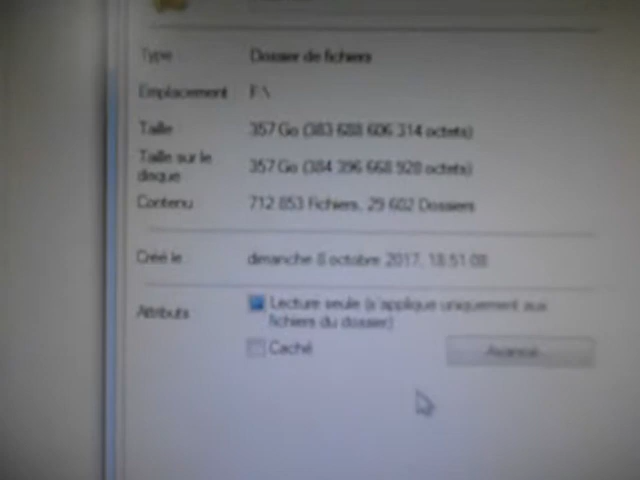 Type Dossier de fichiers
Emplacement F:\
Taille 357 Go (383 688 606 314 octets)
Taille sur le
disque 357 Go (384 396 668 928 octets)
Contenu 712 853 Fichiers, 29 602 Dossiers
Créé le dimanche 8 octobre 2017, 18:51:08
Attributs Lecture seule (s'applique uniquement aux
fichiers du dossier)
Caché Avancé...